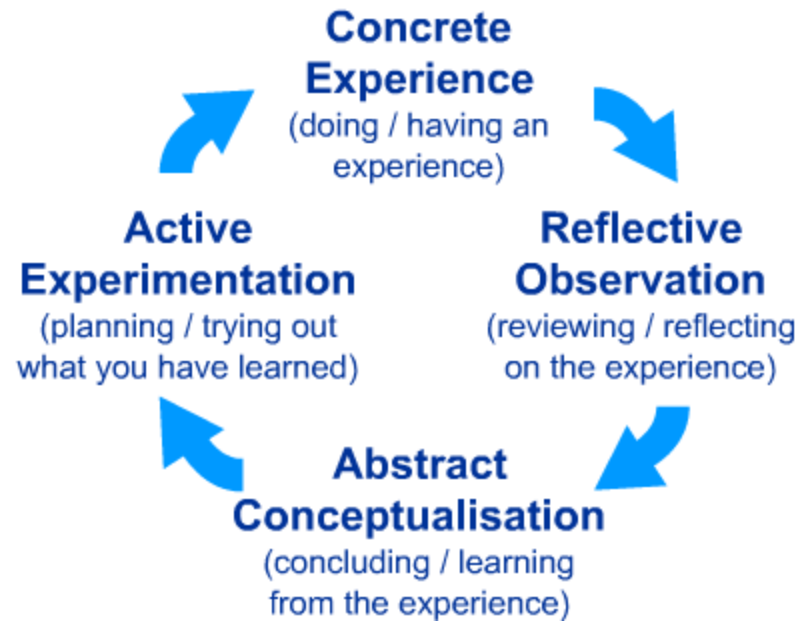 Concrete
Experience
(doing / having an
experience)
Reflective
Observation
(reviewing / reflecting
on the experience)
Abstract
Conceptualisation
(concluding / learning
from the experience)
Active
Experimentation
(planning / trying out
what you have learned)